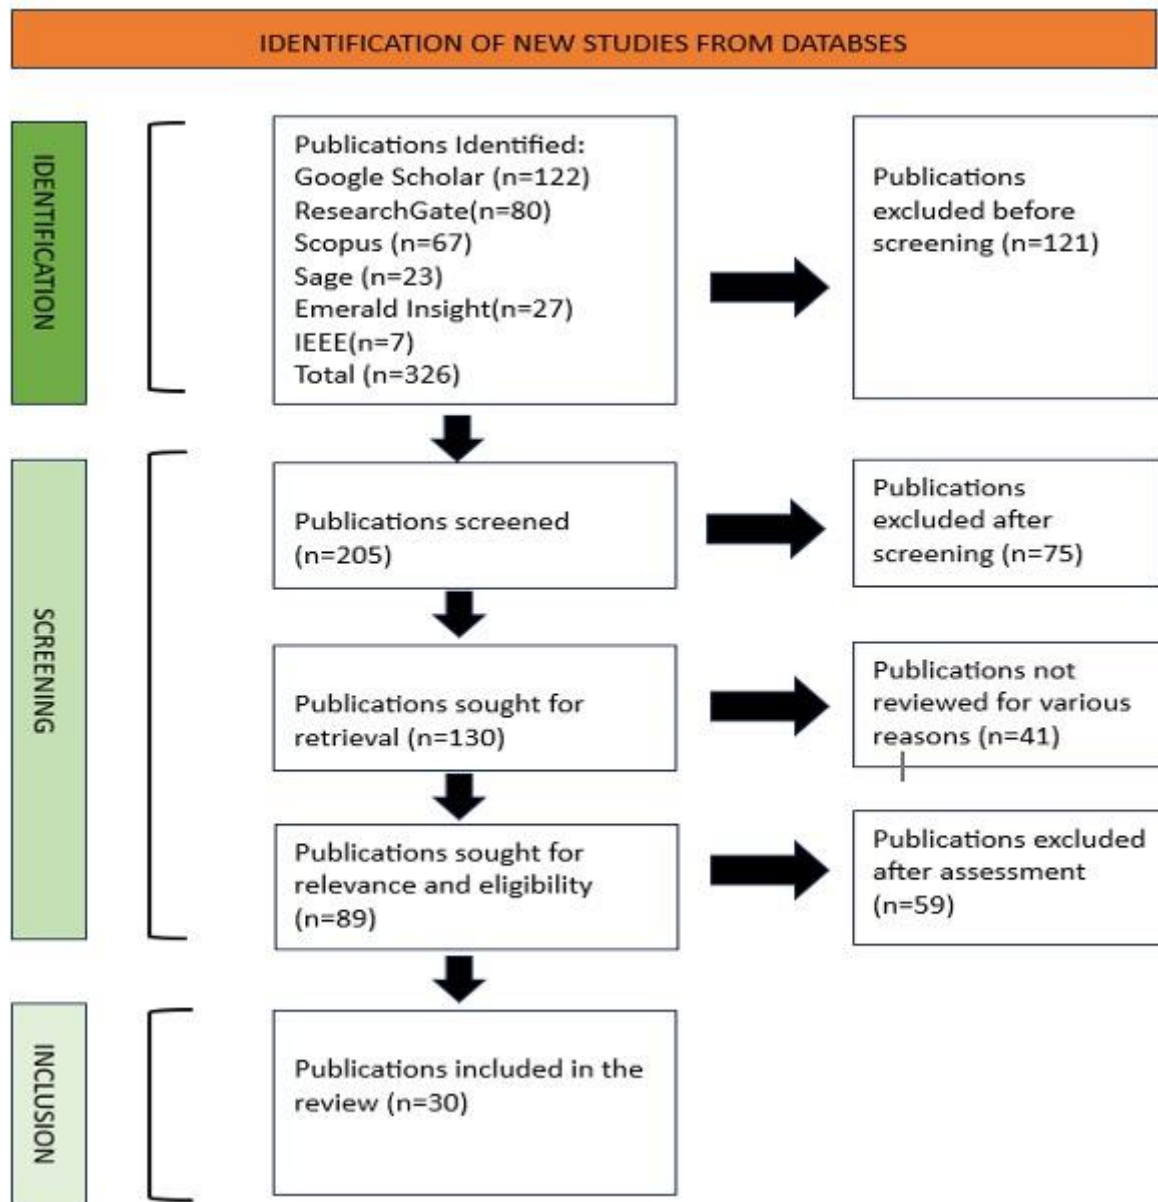 IDENTIFICATION OF NEW STUDIES FROM DATABSES
IDENTIFICATION
Publications Identified:
Google Scholar (n=122)
ResearchGate(n=80)
Scopus (n=67)
Sage (n=23)
Emerald Insight(n=27)
IEEE(n=7)
Total (n=326)
Publications
excluded before
screening (n=121)
SCREENING
Publications screened
(n=205)
Publications
excluded after
screening (n=75)
Publications sought for
retrieval (n=130)
Publications not
reviewed for various
reasons (n=41)
Publications sought for
relevance and eligibility
(n=89)
Publications excluded
after assessment
(n=59)
INCLUSION
Publications included in the
review (n=30)